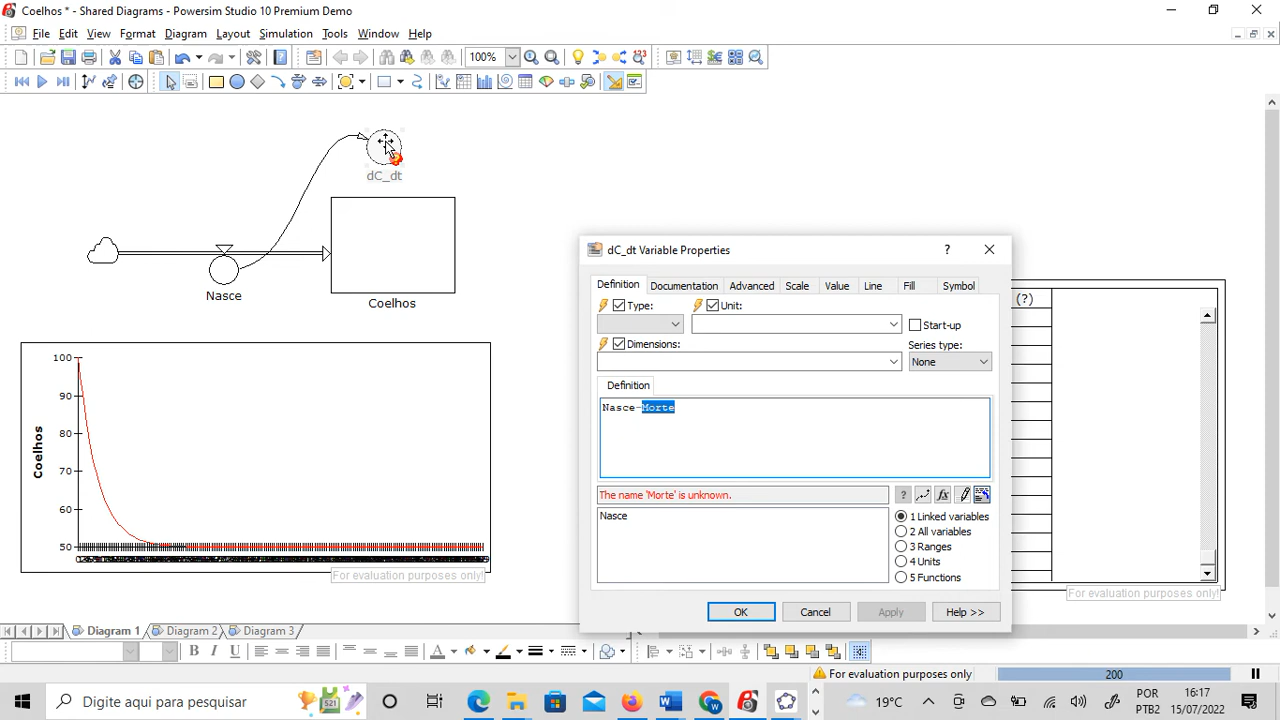 Coelhos * - Shared Diagrams - Powersim Studio 10 Premium Demo
File Edit View Format Diagram Layout Simulation Tools Window Help
100%
dC_dt
Nasce
Coelhos
100
90
80
70
60
50
Coelhos
For evaluation purposes only!
dC_dt Variable Properties
Definition Documentation Advanced Scale Value Line Fill Symbol
Type: Unit: Start-up
Dimensions: Series type:
None
Definition
Nasce-Morte
The name 'Morte' is unknown.
Nasce
1 Linked variables
2 All variables
3 Ranges
4 Units
5 Functions
OK Cancel Apply Help >>
(?)
For evaluation purposes only!
Diagram 1 Diagram 2 Diagram 3
For evaluation purposes only 200
Digite aqui para pesquisar 19°C POR PTB2 16:17 15/07/2022